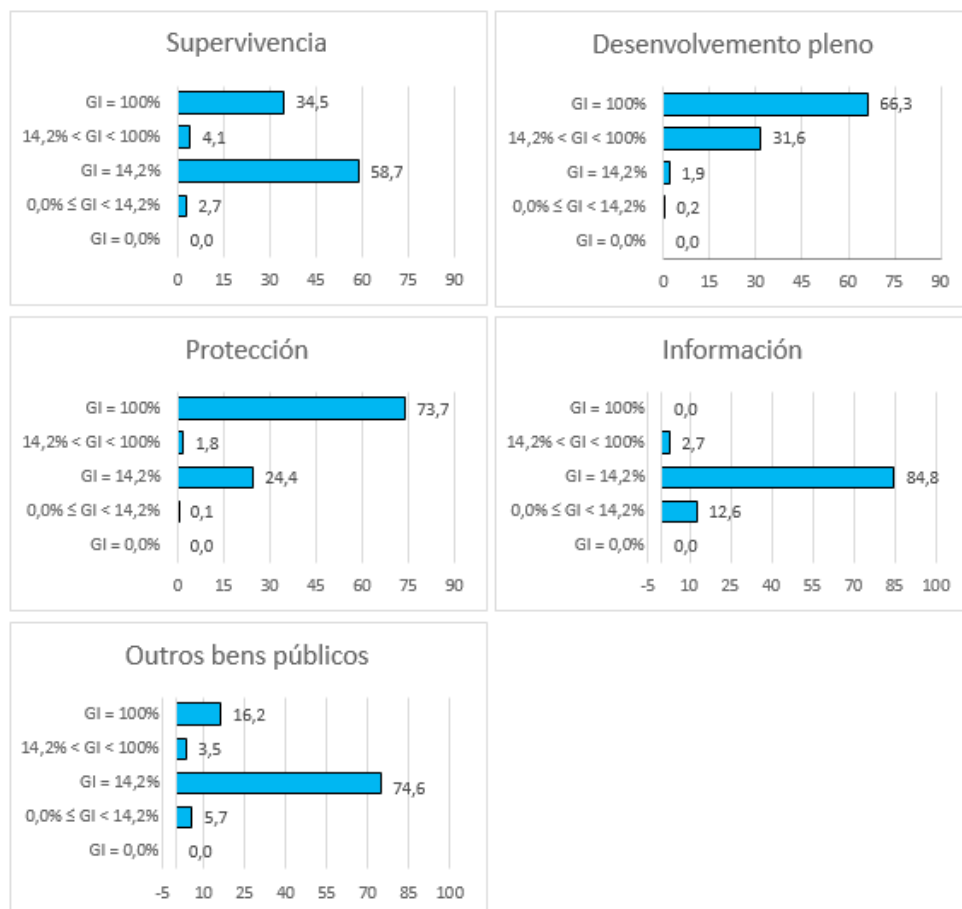 Supervivencia
GI = 100%
34,5
14,2% < GI < 100%
4,1
GI = 14,2%
58,7
0,0% ≤ GI < 14,2%
2,7
GI = 0,0%
0,0
0 15 30 45 60 75 90
Desenvolvemento pleno
GI = 100%
66,3
14,2% < GI < 100%
31,6
GI = 14,2%
1,9
0,0% ≤ GI < 14,2%
0,2
GI = 0,0%
0,0
0 15 30 45 60 75 90
Protección
GI = 100%
73,7
14,2% < GI < 100%
1,8
GI = 14,2%
24,4
0,0% ≤ GI < 14,2%
0,1
GI = 0,0%
0,0
0 15 30 45 60 75 90
Información
GI = 100%
0,0
14,2% < GI < 100%
2,7
GI = 14,2%
84,8
0,0% ≤ GI < 14,2%
12,6
GI = 0,0%
0,0
-5 10 25 40 55 70 85 100
Outros bens públicos
GI = 100%
16,2
14,2% < GI < 100%
3,5
GI = 14,2%
74,6
0,0% ≤ GI < 14,2%
5,7
GI = 0,0%
0,0
-5 10 25 40 55 70 85 100